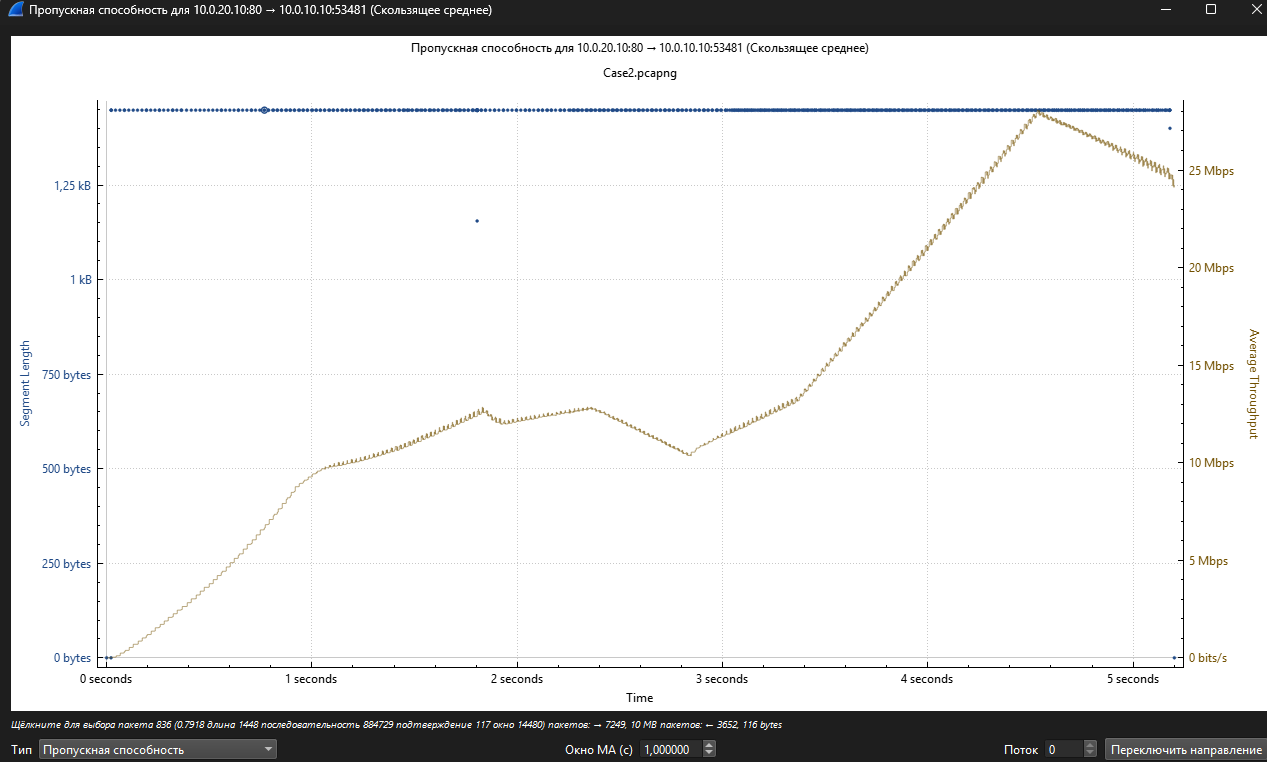 Пропускная способность для 10.0.20.10:80 → 10.0.10.10:53481 (Скользящее среднее)
Пропускная способность для 10.0.20.10:80 → 10.0.10.10:53481 (Скользящее среднее)
Case2.pcapng
1,25 kB
1 kB
750 bytes
500 bytes
250 bytes
0 bytes
Segment Length
25 Mbps
20 Mbps
15 Mbps
10 Mbps
5 Mbps
0 bits/s
Average Throughput
0 seconds 1 seconds 2 seconds 3 seconds 4 seconds 5 seconds
Time
Щёлкните для выбора пакета 836 (0.7918 длина 1448 последовательность 884729 подтверждение 117 окно 14480) пакетов: → 7249, 10 MB пакетов: ← 3652, 116 bytes
Тип Пропускная способность Окно MA (с) 1,000000 Поток 0 Переключить направление